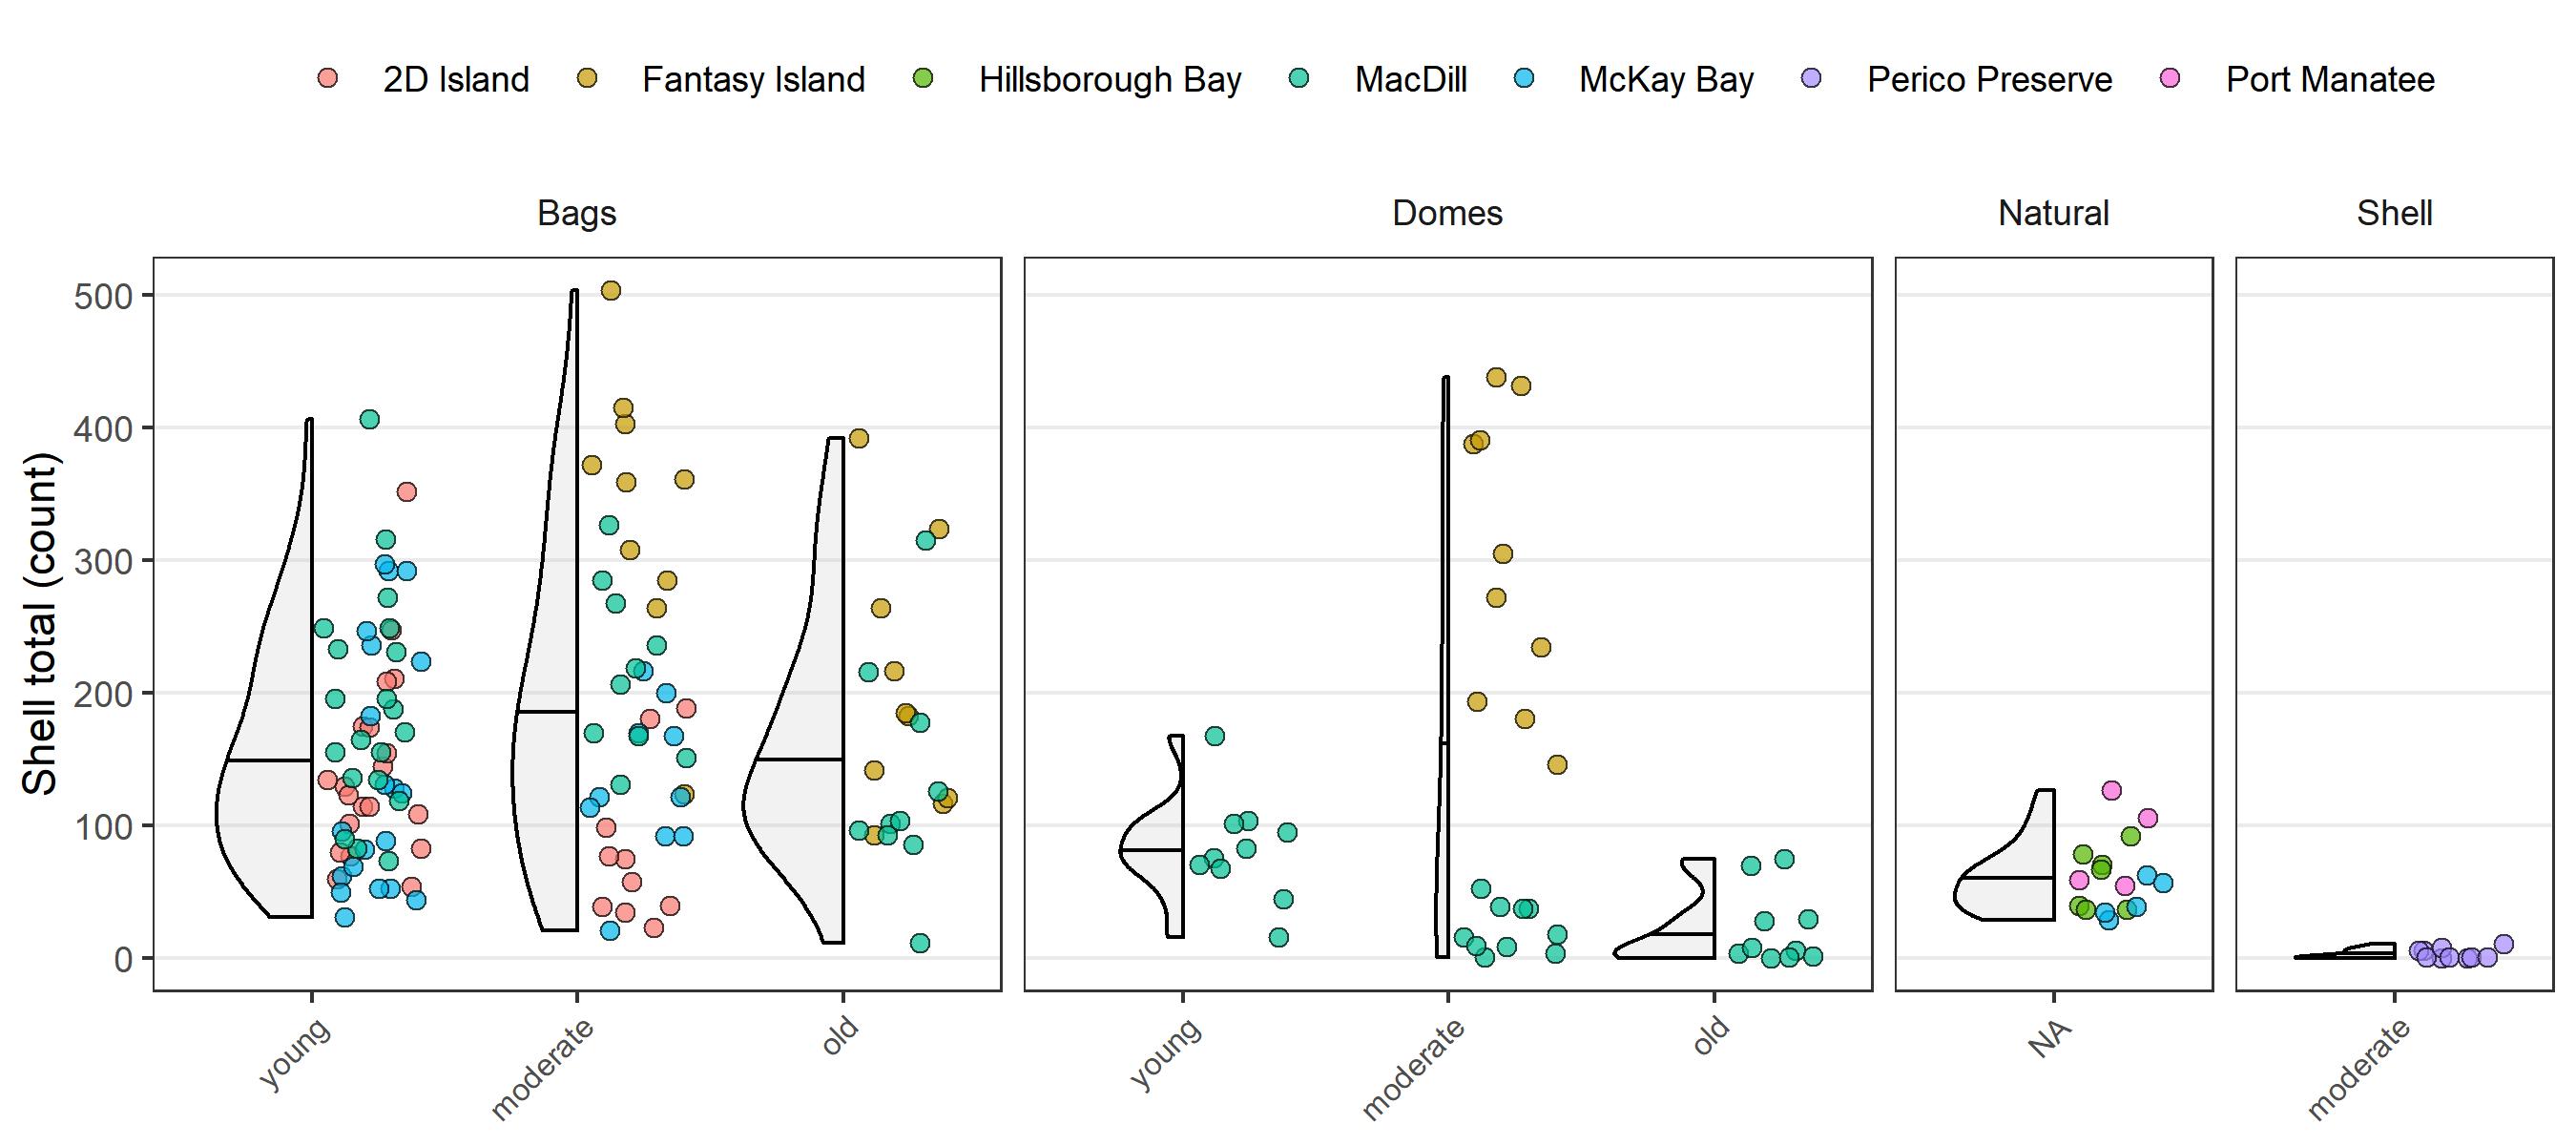 2D Island Fantasy Island Hillsborough Bay MacDill McKay Bay Perico Preserve Port Manatee
Bags Domes Natural Shell
Shell total (count)
500
400
300
200
100
0
young moderate old young moderate old NA moderate